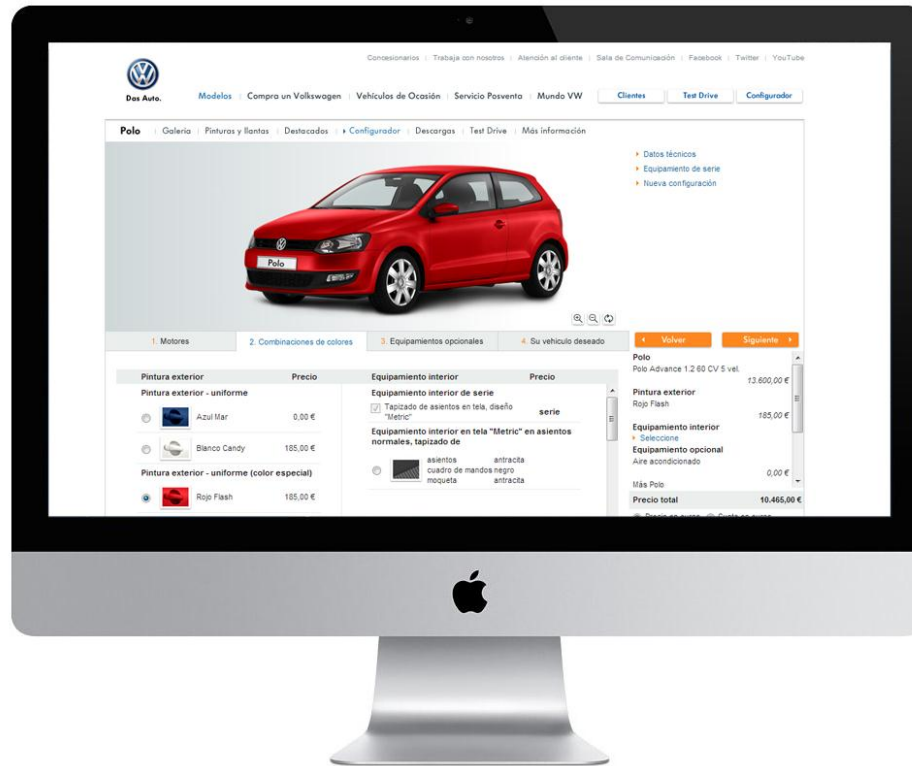 Concesionarios | Trabaja con nosotros | Atención al cliente | Sala de Comunicación | Facebook | Twitter | YouTube
Das Auto.
Modelos | Compra un Volkswagen | Vehículos de Ocasión | Servicio Posventa | Mundo VW
Clientes
Test Drive
Configurador
Polo | Galería | Pinturas y llantas | Destacados | Configurador | Descargas | Test Drive | Más información
Datos técnicos
Equipamiento de serie
Nueva configuración
Polo
1. Motores
2. Combinaciones de colores
3. Equipamientos opcionales
4. Su vehículo deseado
Volver
Siguiente
Pintura exterior Precio
Pintura exterior - uniforme
Azul Mar 0,00 €
Blanco Candy 185,00 €
Pintura exterior - uniforme (color especial)
Rojo Flash 185,00 €
Equipamiento interior Precio
Equipamiento interior de serie
Tapizado de asientos en tela, diseño
"Metric" serie
Equipamiento interior en tela "Metric" en asientos
normales, tapizado de
asientos antracita
cuadro de mandos negro
moqueta antracita
Polo
Polo Advance 1.2 60 CV 5 vel.
13.600,00 €
Pintura exterior
Rojo Flash
185,00 €
Equipamiento interior
Seleccione
Equipamiento opcional
Aire acondicionado
0,00 €
Más Polo
Precio total 10.465,00 €